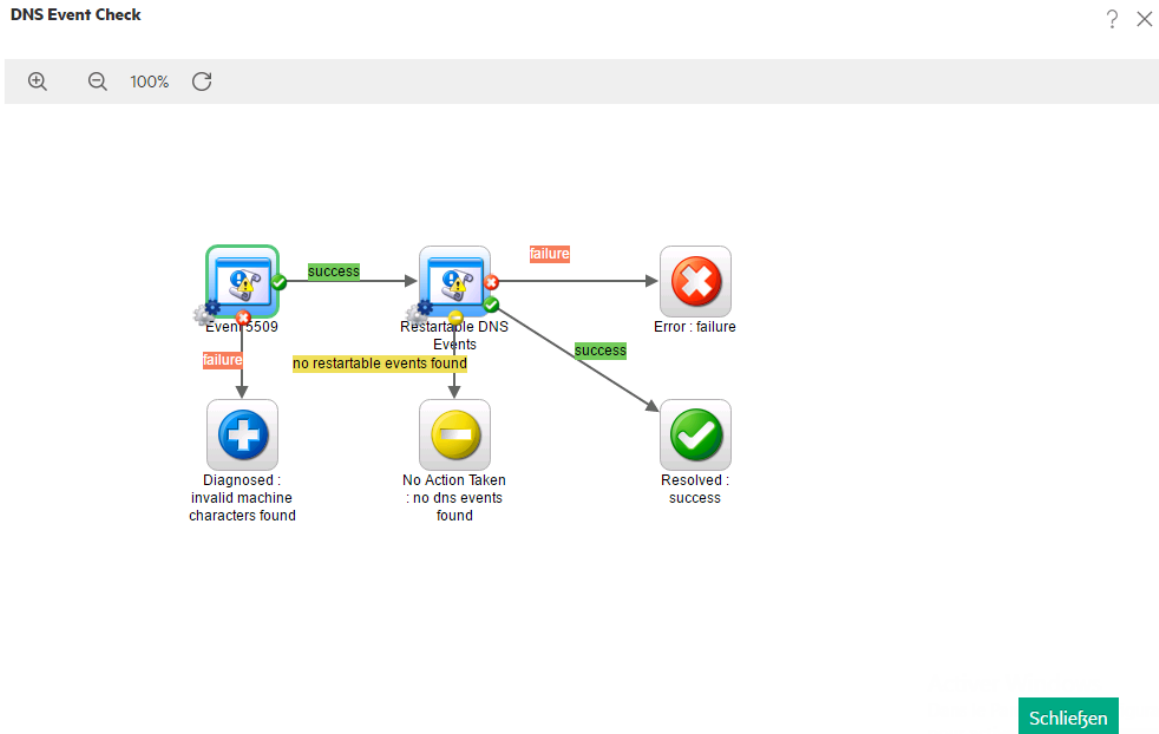 DNS Event Check
?
100%
success
failure
Event 5509
Restartable DNS
Events
Error : failure
failure
no restartable events found
success
Diagnosed :
invalid machine
characters found
No Action Taken
: no dns events
found
Resolved :
success
Schließen